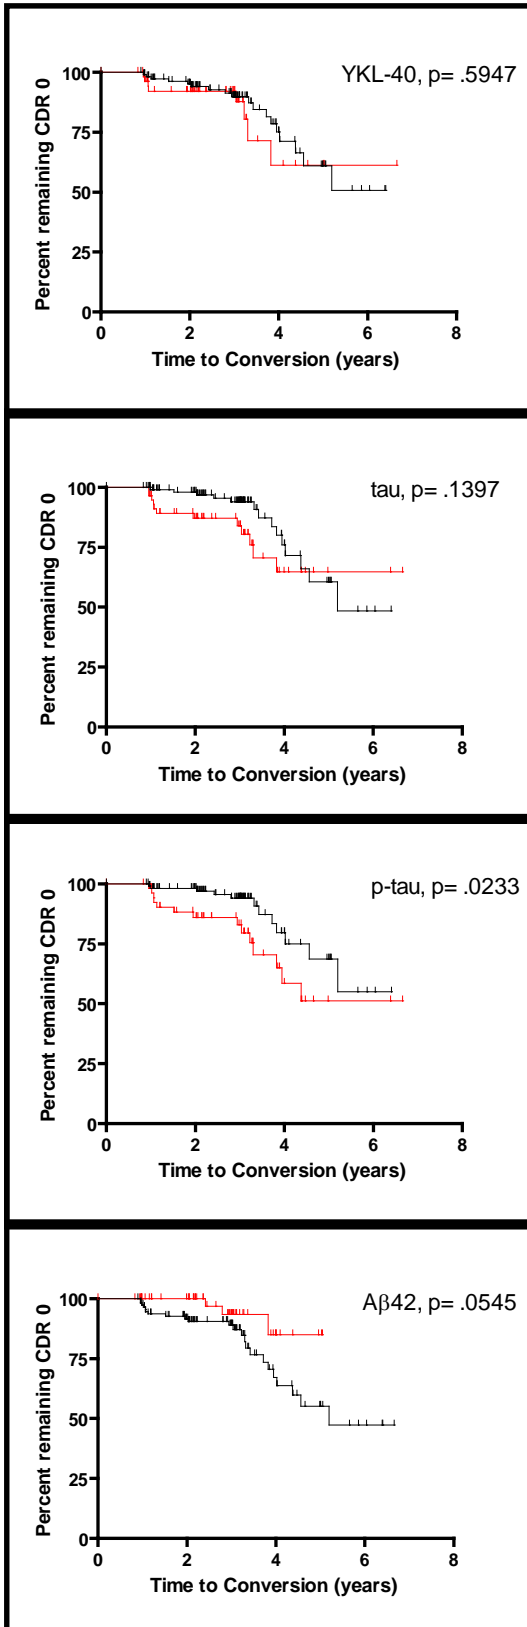 YKL-40, p= .5947
Percent remaining CDR 0
100
75
50
25
0
0 2 4 6 8
Time to Conversion (years)
tau, p= .1397
Percent remaining CDR 0
100
75
50
25
0
0 2 4 6 8
Time to Conversion (years)
p-tau, p= .0233
Percent remaining CDR 0
100
75
50
25
0
0 2 4 6 8
Time to Conversion (years)
Aβ42, p= .0545
Percent remaining CDR 0
100
75
50
25
0
0 2 4 6 8
Time to Conversion (years)